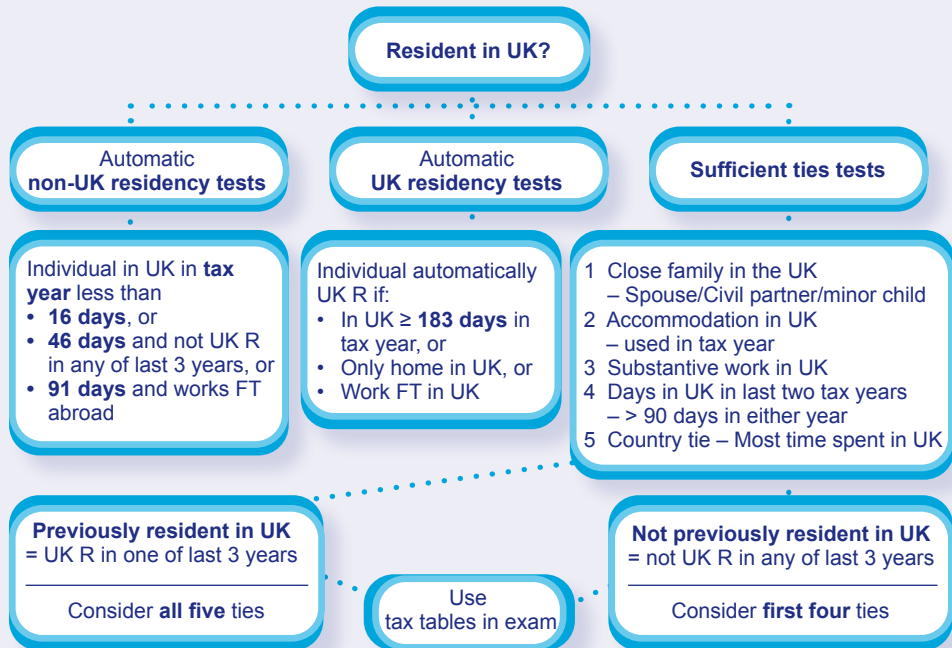 Resident in UK?
Automatic
non-UK residency tests
Automatic
UK residency tests
Sufficient ties tests
Individual in UK in tax
year less than
• 16 days, or
• 46 days and not UK R
in any of last 3 years, or
• 91 days and works FT
abroad
Individual automatically
UK R if:
• In UK ≥ 183 days in
tax year, or
• Only home in UK, or
• Work FT in UK
1 Close family in the UK
– Spouse/Civil partner/minor child
2 Accommodation in UK
– used in tax year
3 Substantive work in UK
4 Days in UK in last two tax years
– > 90 days in either year
5 Country tie – Most time spent in UK
Previously resident in UK
= UK R in one of last 3 years
Consider all five ties
Use
tax tables in exam
Not previously resident in UK
= not UK R in any of last 3 years
Consider first four ties